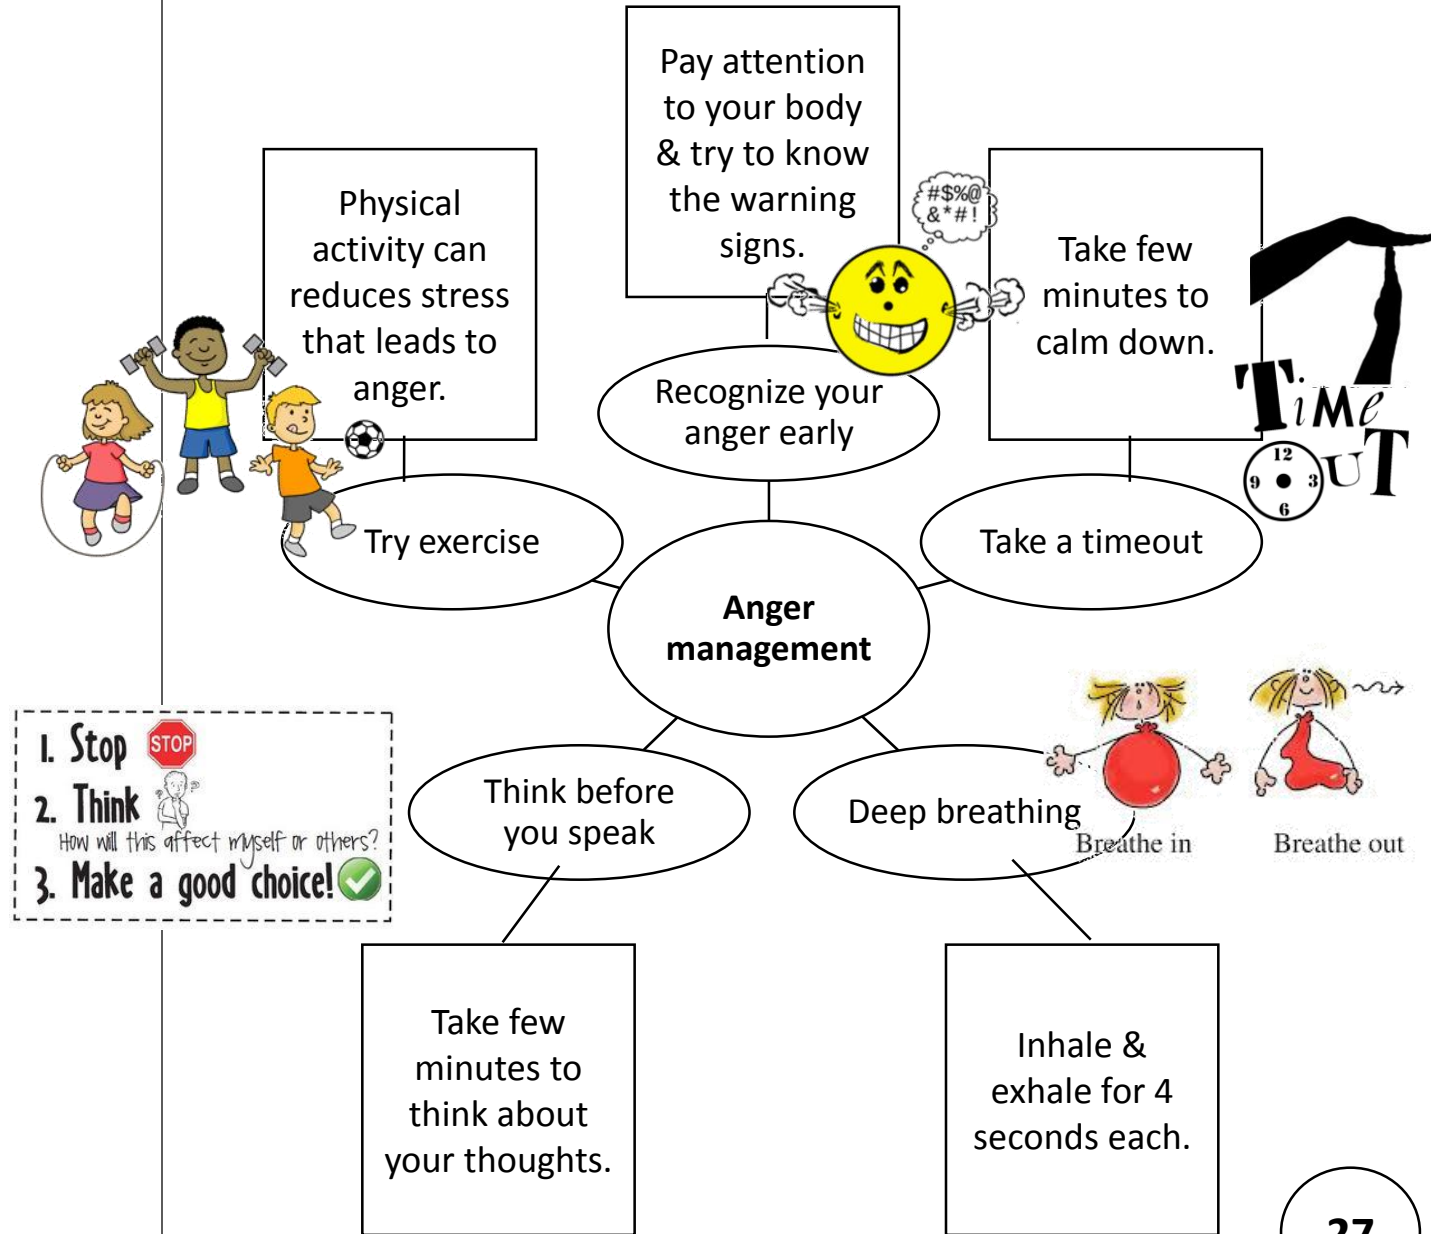 Pay attention
to your body
& try to know
the warning
signs.
#$%@
&*#!
Physical
activity can
reduces stress
that leads to
anger.
Take few
minutes to
calm down.
TiMe
OUT
12
9
3
6
Recognize your
anger early
Try exercise
Take a timeout
Anger
management
1. Stop STOP
2. Think
How will this affect myself or others?
3. Make a good choice!
Think before
you speak
Deep breathing
Breathe in
Breathe out
Take few
minutes to
think about
your thoughts.
Inhale &
exhale for 4
seconds each.
27